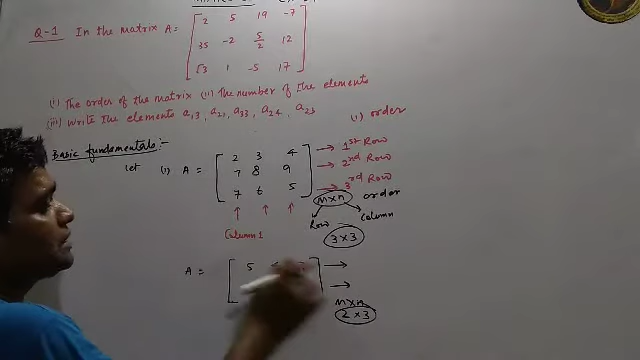 Q-1 In the matrix A = [ 2 5 19 -7
35 -2 5/2 12
√3 1 -5 17 ]
(i) The order of the matrix (ii) The number of the elements
(iii) Write the elements a13, a21, a33, a24, a23
(i) order
Basic fundamentals :-
Let (i) A = [ 2 3 4 → 1st Row
7 8 9 → 2nd Row
7 6 5 ] → 3rd Row
M×n order
Row column
Column 1
3×3
A = [ 5
M×n
2×3